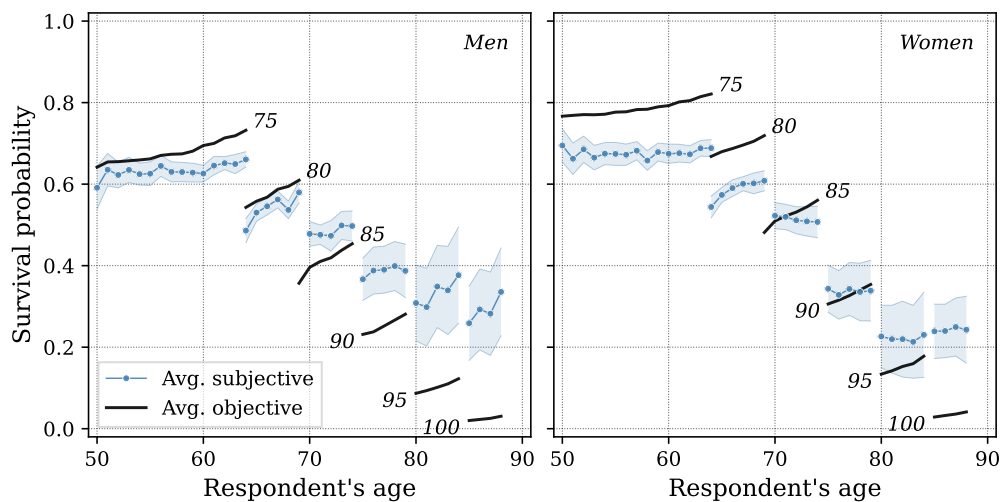 Men
Women
Survival probability
1.0
0.8
0.6
0.4
0.2
0.0
75
80
85
90
95
100
75
80
85
90
95
100
Avg. subjective
Avg. objective
50 60 70 80 90
50 60 70 80 90
Respondent's age
Respondent's age